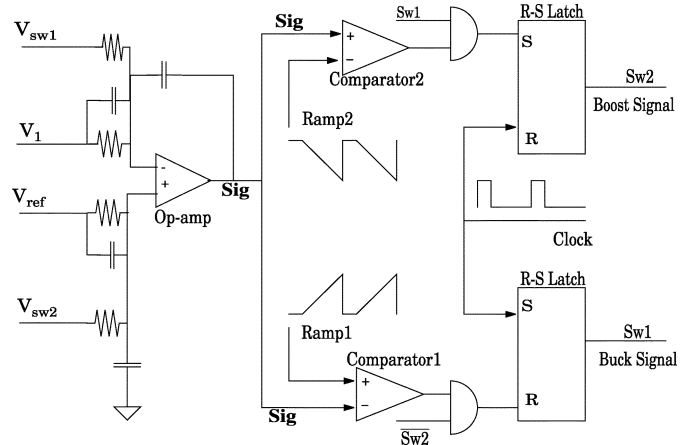 V_sw1
V_1
V_ref
V_sw2
-
+
Op-amp
Sig
Sig
+
−
Comparator2
Sw1
R-S Latch
S
R
Sw2
Boost Signal
Ramp2
Clock
Ramp1
Comparator1
+
−
Sig
S̅w̅2̅
R-S Latch
S
R
Sw1
Buck Signal